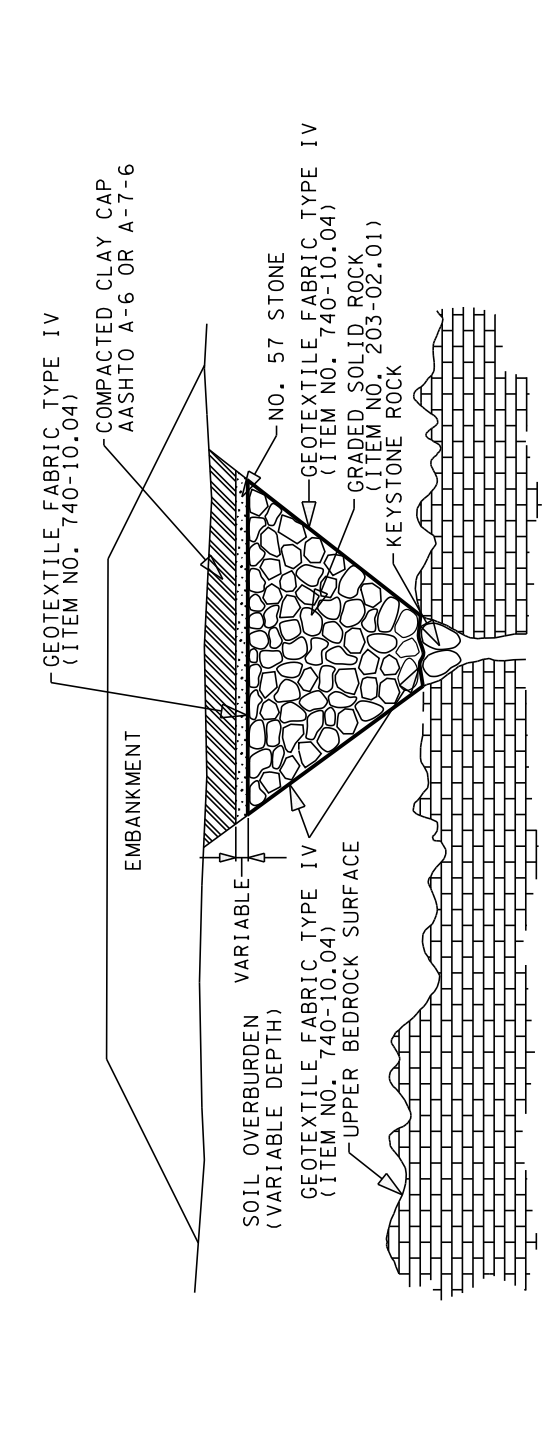 GEOTEXTILE FABRIC TYPE IV
(ITEM NO. 740-10.04)
COMPACTED CLAY CAP
AASHTO A-6 OR A-7-6
EMBANKMENT
VARIABLE
NO. 57 STONE
SOIL OVERBURDEN
(VARIABLE DEPTH)
GEOTEXTILE FABRIC TYPE IV
(ITEM NO. 740-10.04)
GEOTEXTILE FABRIC TYPE IV
(ITEM NO. 740-10.04)
UPPER BEDROCK SURFACE
GRADED SOLID ROCK
(ITEM NO. 203-02.01)
KEYSTONE ROCK